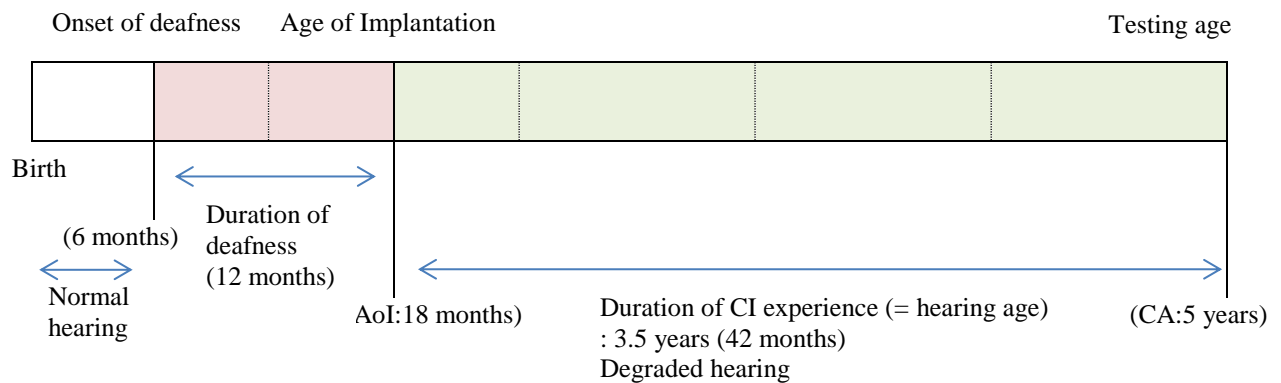 Onset of deafness
Age of Implantation
Testing age
Birth
(6 months)
Normal
hearing
Duration of
deafness
(12 months)
AoI:18 months)
Duration of CI experience (= hearing age)
: 3.5 years (42 months)
Degraded hearing
(CA:5 years)